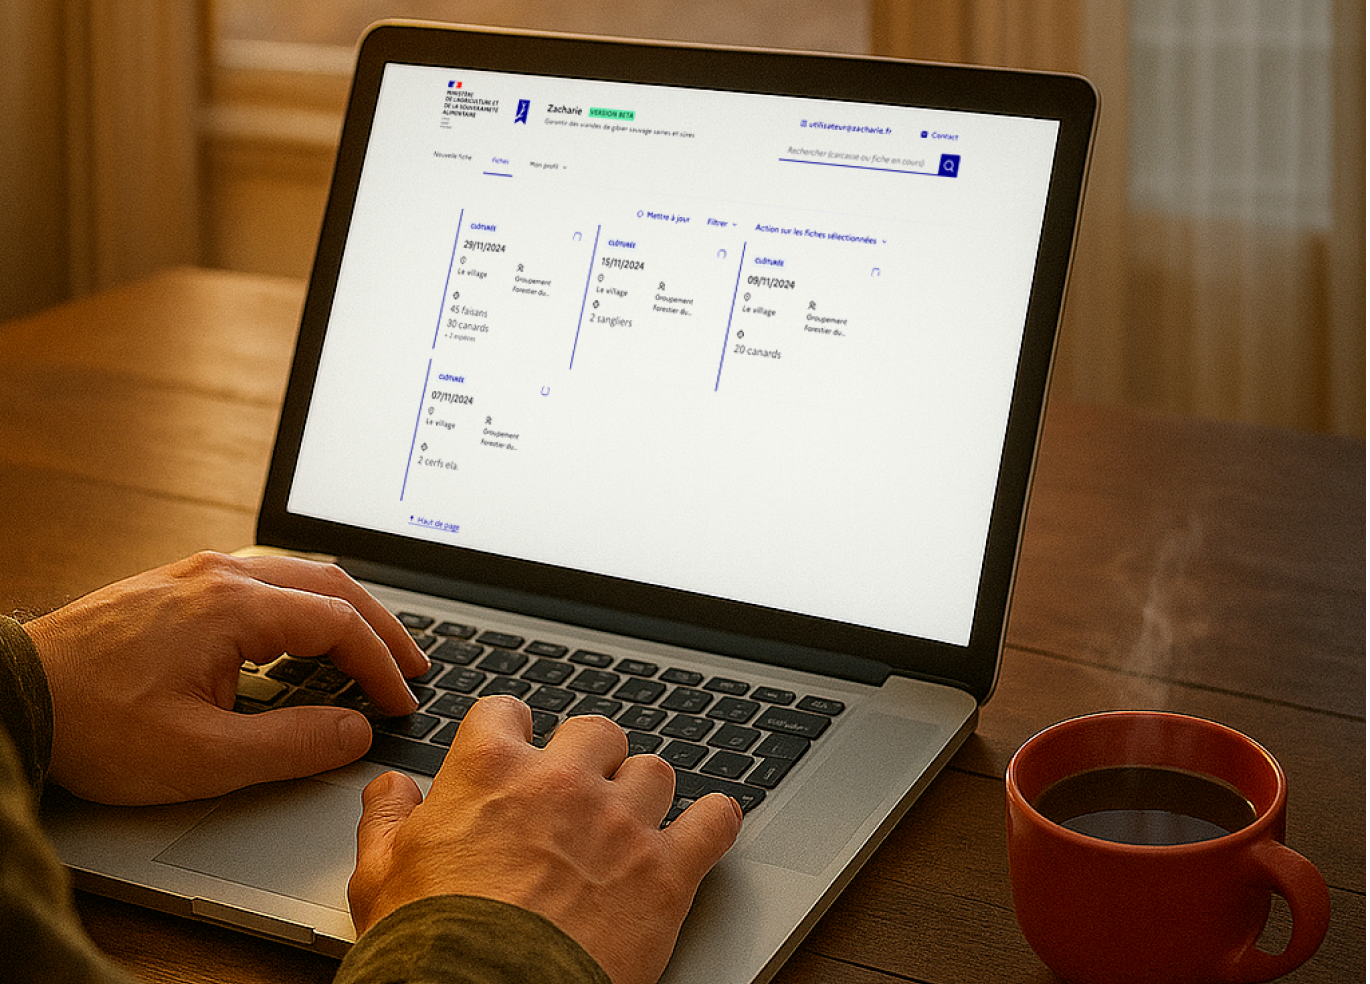 MINISTÈRE
DE L'AGRICULTURE ET
DE LA SOUVERAINETÉ
ALIMENTAIRE
Zacharie VERSION BETA
Garantir des viandes de gibier sauvage saines et sûres
utilisateur@zacharie.fr Contact
Rechercher (carcasse ou fiche en cours)
Nouvelle fiche Fiches Mon profil
Mettre à jour Filtrer Action sur les fiches sélectionnées
CLÔTURÉE
29/11/2024
Le village
Groupement
Forestier du...
45 faisans
30 canards
+ 2 espèces
CLÔTURÉE
15/11/2024
Le village
Groupement
Forestier du...
2 sangliers
CLÔTURÉE
09/11/2024
Le village
Groupement
Forestier du...
20 canards
CLÔTURÉE
07/11/2024
Le village
Groupement
Forestier du...
2 cerfs éla.
Haut de page